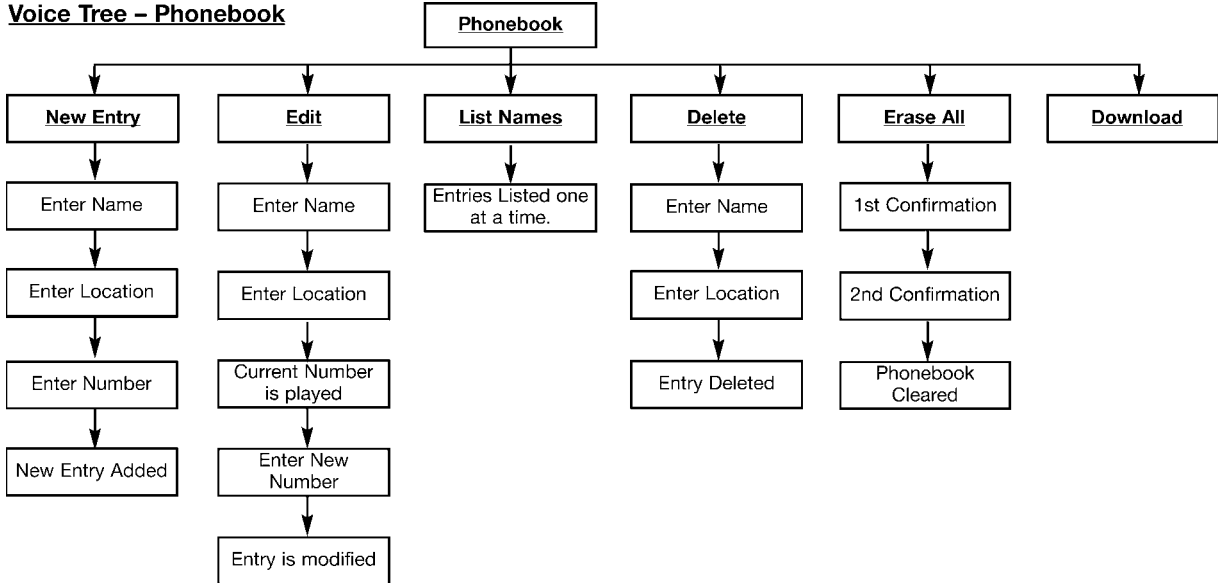 Voice Tree – Phonebook
Phonebook
New Entry
Edit
List Names
Delete
Erase All
Download
Enter Name
Enter Name
Entries Listed one
at a time.
Enter Name
1st Confirmation
Enter Location
Enter Location
Enter Location
2nd Confirmation
Enter Number
Current Number
is played
Entry Deleted
Phonebook
Cleared
New Entry Added
Enter New
Number
Entry is modified